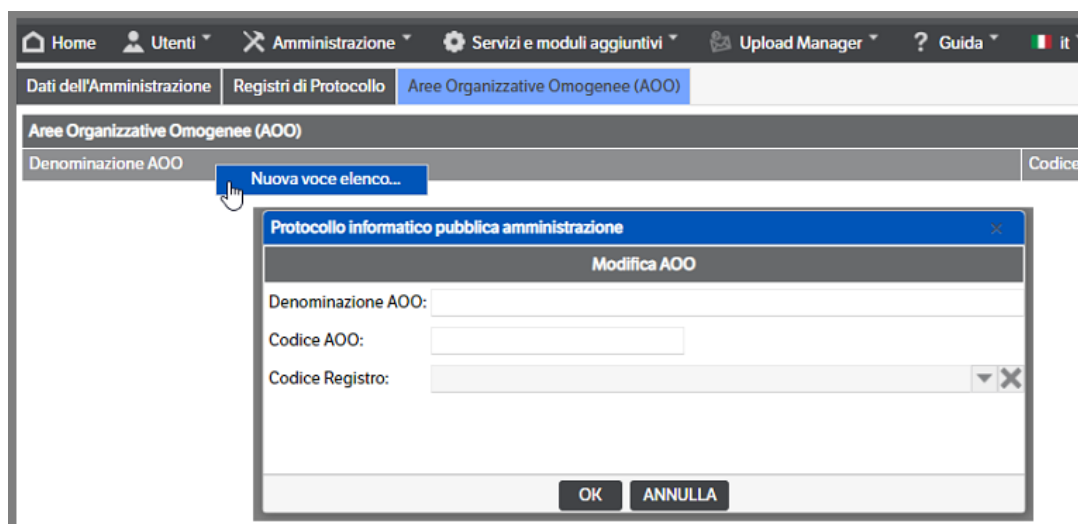 Home Utenti Amministrazione Servizi e moduli aggiuntivi Upload Manager ? Guida it
Dati dell'Amministrazione Registri di Protocollo Aree Organizzative Omogenee (AOO)
Aree Organizzative Omogenee (AOO)
Denominazione AOO Codice
Nuova voce elenco...
Protocollo informatico pubblica amministrazione
Modifica AOO
Denominazione AOO:
Codice AOO:
Codice Registro:
OK ANNULLA